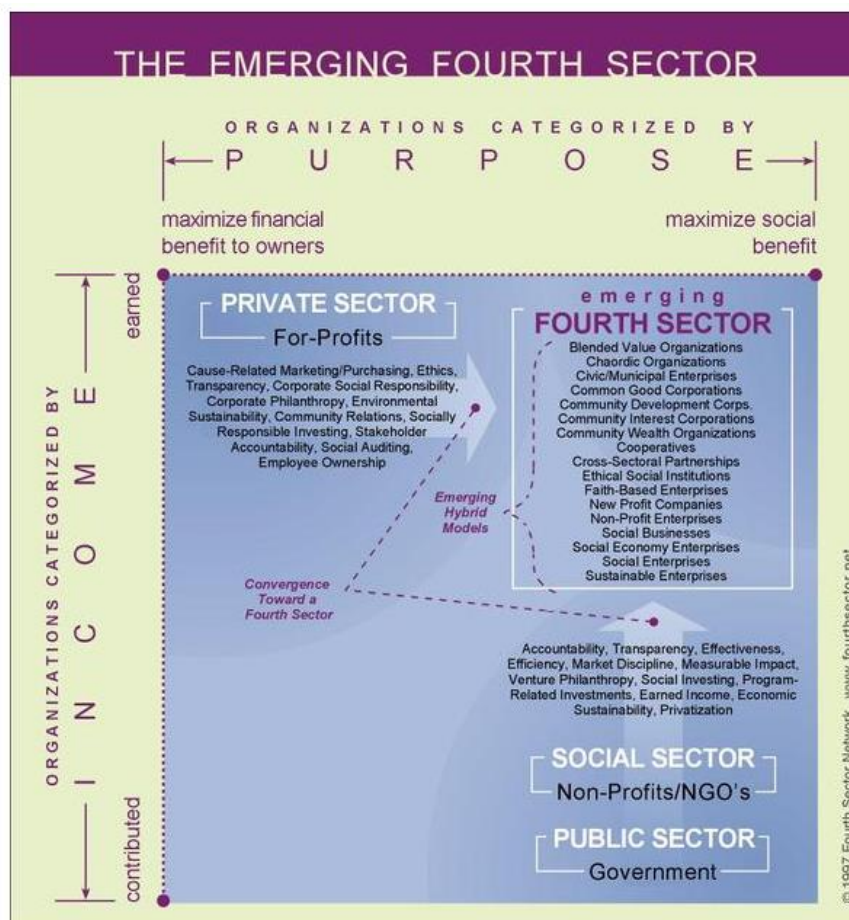 THE EMERGING FOURTH SECTOR
ORGANIZATIONS CATEGORIZED BY
PURPOSE
maximize financial
benefit to owners
maximize social
benefit
ORGANIZATIONS CATEGORIZED BY
INCOME
earned
contributed
PRIVATE SECTOR
For-Profits
Cause-Related Marketing/Purchasing, Ethics,
Transparency, Corporate Social Responsibility,
Corporate Philanthropy, Environmental
Sustainability, Community Relations, Socially
Responsible Investing, Stakeholder
Accountability, Social Auditing,
Employee Ownership
emerging
FOURTH SECTOR
Blended Value Organizations
Chaordic Organizations
Civic/Municipal Enterprises
Common Good Corporations
Community Development Corps.
Community Interest Corporations
Community Wealth Organizations
Cooperatives
Cross-Sectoral Partnerships
Ethical Social Institutions
Faith-Based Enterprises
New Profit Companies
Non-Profit Enterprises
Social Businesses
Social Economy Enterprises
Social Enterprises
Sustainable Enterprises
Emerging
Hybrid
Models
Convergence
Toward a
Fourth Sector
Accountability, Transparency, Effectiveness,
Efficiency, Market Discipline, Measurable Impact,
Venture Philanthropy, Social Investing, Program-
Related Investments, Earned Income, Economic
Sustainability, Privatization
SOCIAL SECTOR
Non-Profits/NGO's
PUBLIC SECTOR
Government
© 1997 Fourth Sector Network www.fourthsector.net